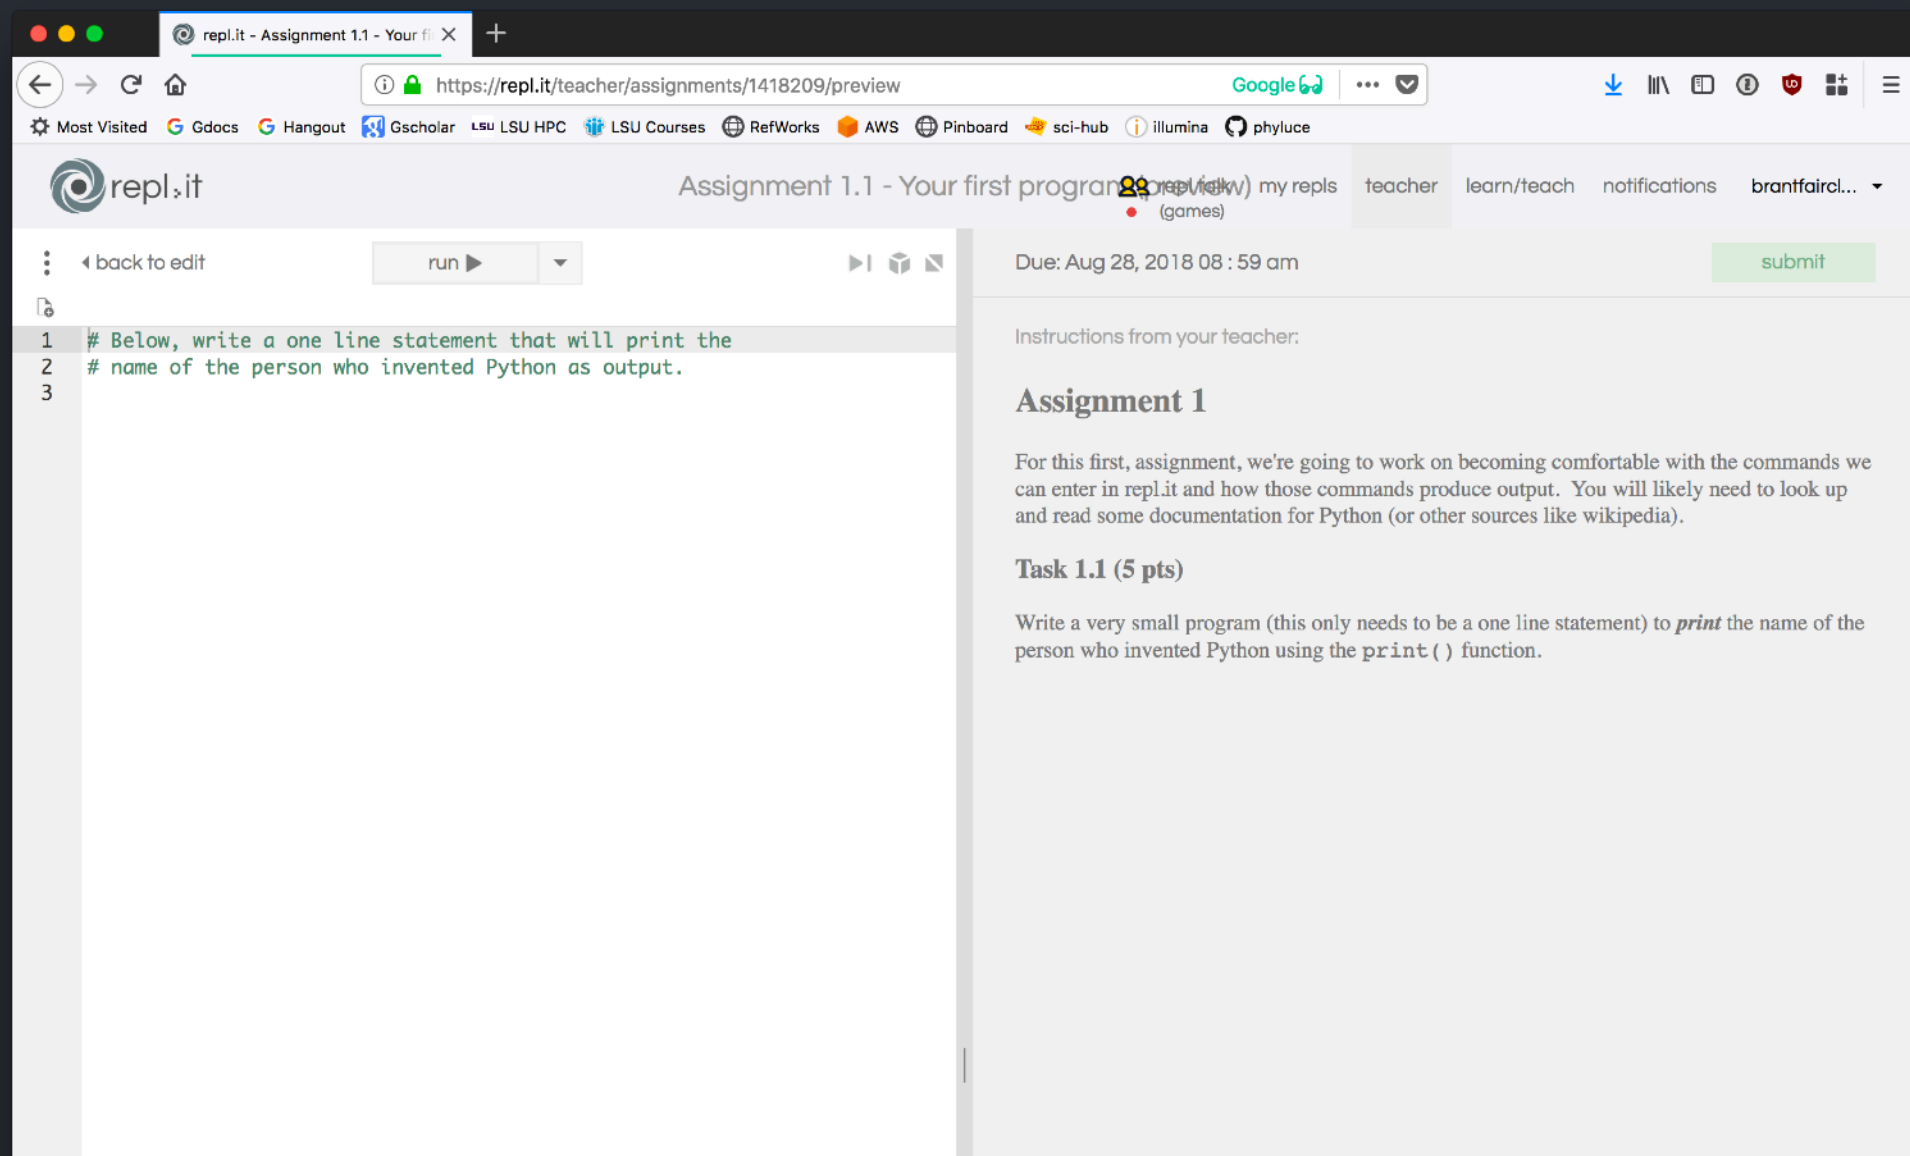 repl.it - Assignment 1.1 - Your fi
https://repl.it/teacher/assignments/1418209/preview
Google
Most Visited Gdocs Hangout Gscholar LSU LSU HPC LSU Courses RefWorks AWS Pinboard sci-hub illumina phyluce
repl.it Assignment 1.1 - Your first program (preview) repl talk my repls teacher learn/teach notifications brantfaircl...
(games)
back to edit run Due: Aug 28, 2018 08 : 59 am submit
1 # Below, write a one line statement that will print the
2 # name of the person who invented Python as output.
3
Instructions from your teacher:
Assignment 1
For this first, assignment, we're going to work on becoming comfortable with the commands we
can enter in repl.it and how those commands produce output. You will likely need to look up
and read some documentation for Python (or other sources like wikipedia).
Task 1.1 (5 pts)
Write a very small program (this only needs to be a one line statement) to print the name of the
person who invented Python using the print() function.